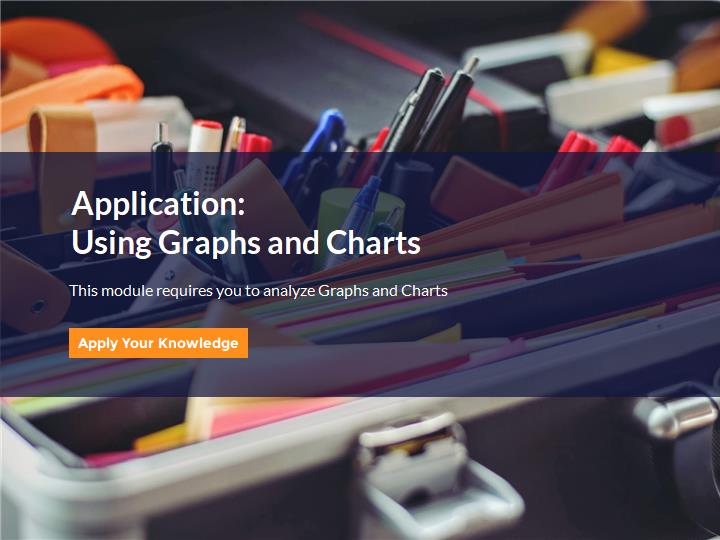 Application:
Using Graphs and Charts
This module requires you to analyze Graphs and Charts
Apply Your Knowledge